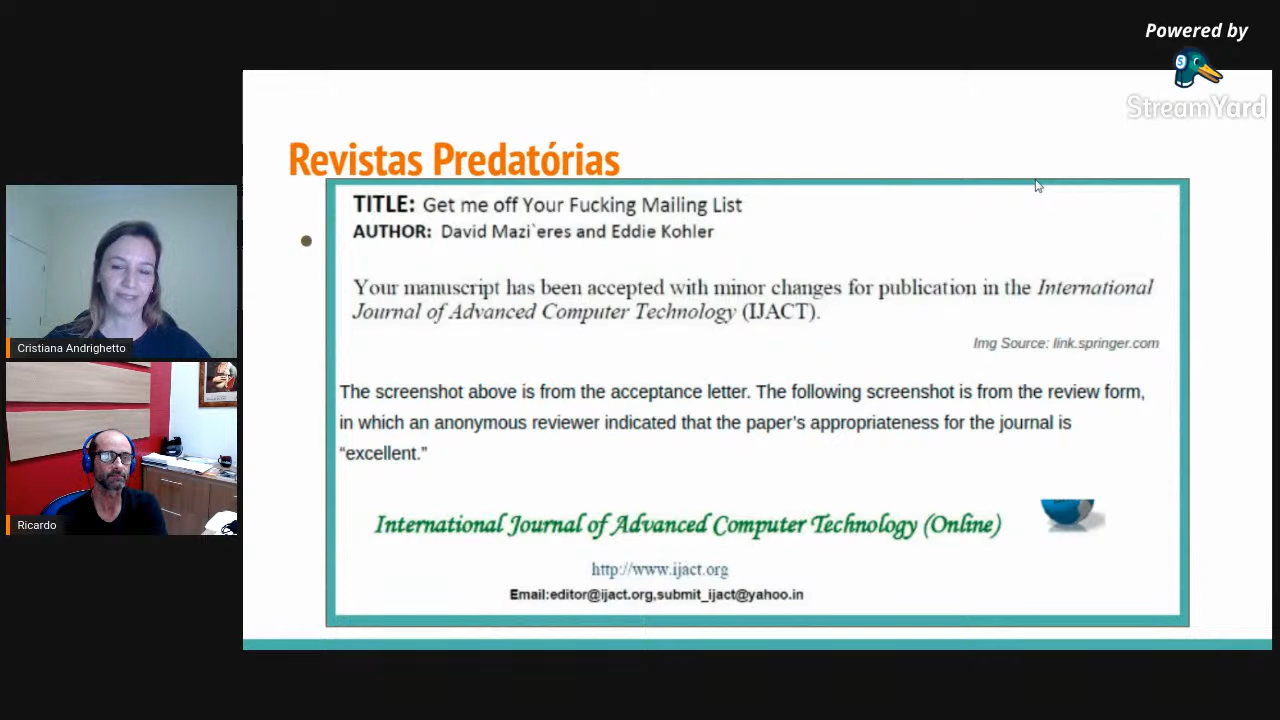 Powered by
StreamYard
Revistas Predatórias
TITLE: Get me off Your Fucking Mailing List
AUTHOR: David Mazi`eres and Eddie Kohler
Your manuscript has been accepted with minor changes for publication in the International
Journal of Advanced Computer Technology (IJACT).
Img Source: link.springer.com
The screenshot above is from the acceptance letter. The following screenshot is from the review form,
in which an anonymous reviewer indicated that the paper's appropriateness for the journal is
“excellent.”
International Journal of Advanced Computer Technology (Online)
http://www.ijact.org
Email:editor@ijact.org,submit_ijact@yahoo.in
Cristiana Andrighetto
Ricardo